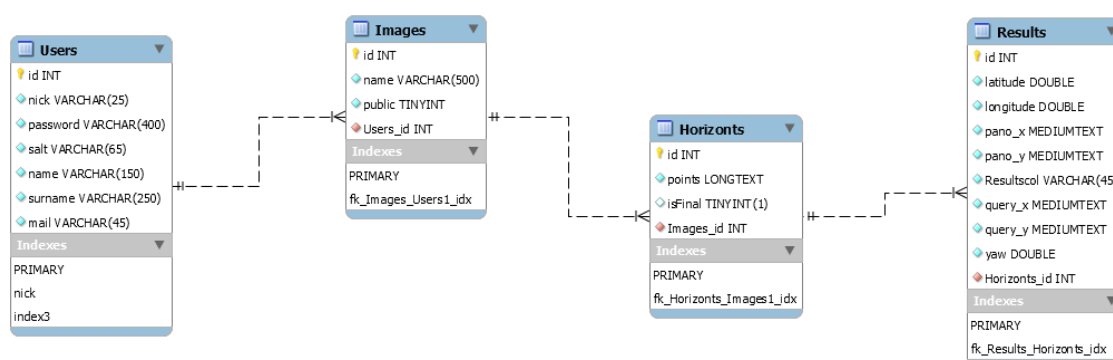 Users
id INT
nick VARCHAR(25)
password VARCHAR(400)
salt VARCHAR(65)
name VARCHAR(150)
surname VARCHAR(250)
mail VARCHAR(45)
Indexes
PRIMARY
nick
index3
Images
id INT
name VARCHAR(500)
public TINYINT
Users_id INT
Indexes
PRIMARY
fk_Images_Users1_idx
Horizonts
id INT
points LONGTEXT
isFinal TINYINT(1)
Images_id INT
Indexes
PRIMARY
fk_Horizonts_Images1_idx
Results
id INT
latitude DOUBLE
longitude DOUBLE
pano_x MEDIUMTEXT
pano_y MEDIUMTEXT
Resultscol VARCHAR(45
query_x MEDIUMTEXT
query_y MEDIUMTEXT
yaw DOUBLE
Horizonts_id INT
Indexes
PRIMARY
fk_Results_Horizonts_idx